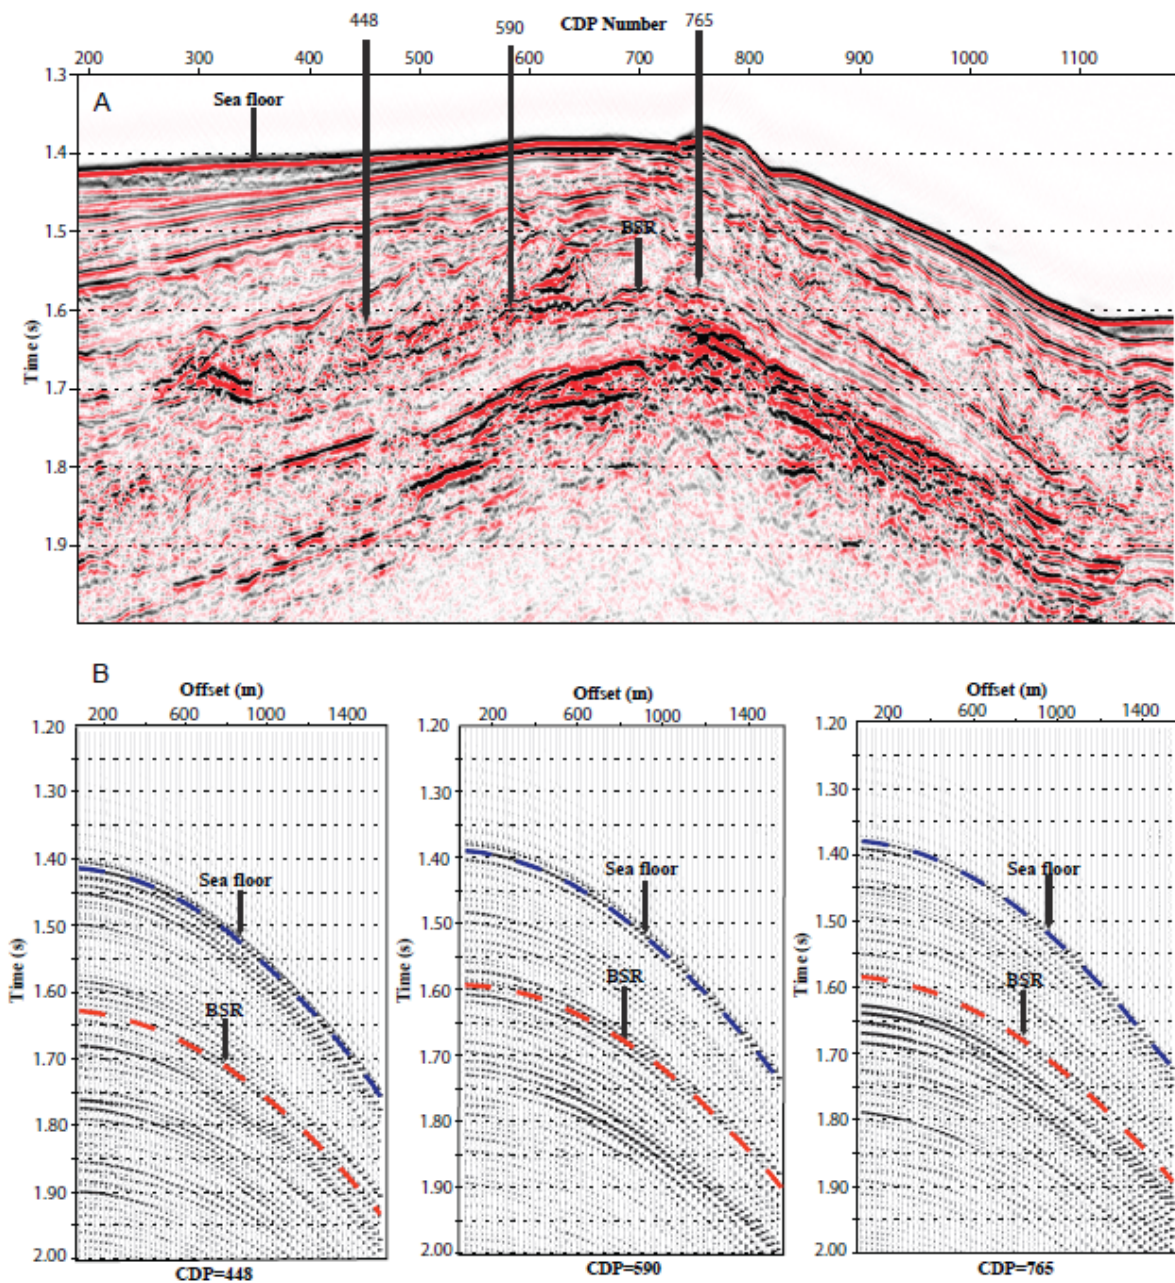 448 590 CDP Number 765
200 300 400 500 600 700 800 900 1000 1100
1.3
A
Sea floor
1.4
1.5
BSR
1.6
Time (s)
1.7
1.8
1.9
B
Offset (m) Offset (m) Offset (m)
200 600 1000 1400 200 600 1000 1400 200 600 1000 1400
1.20 1.20 1.20
1.30 1.30 1.30
1.40 1.40 1.40
Sea floor Sea floor Sea floor
1.50 1.50 1.50
Time (s) Time (s) Time (s)
1.60 1.60 1.60
BSR BSR BSR
1.70 1.70 1.70
1.80 1.80 1.80
1.90 1.90 1.90
2.00 2.00 2.00
CDP=448 CDP=590 CDP=765